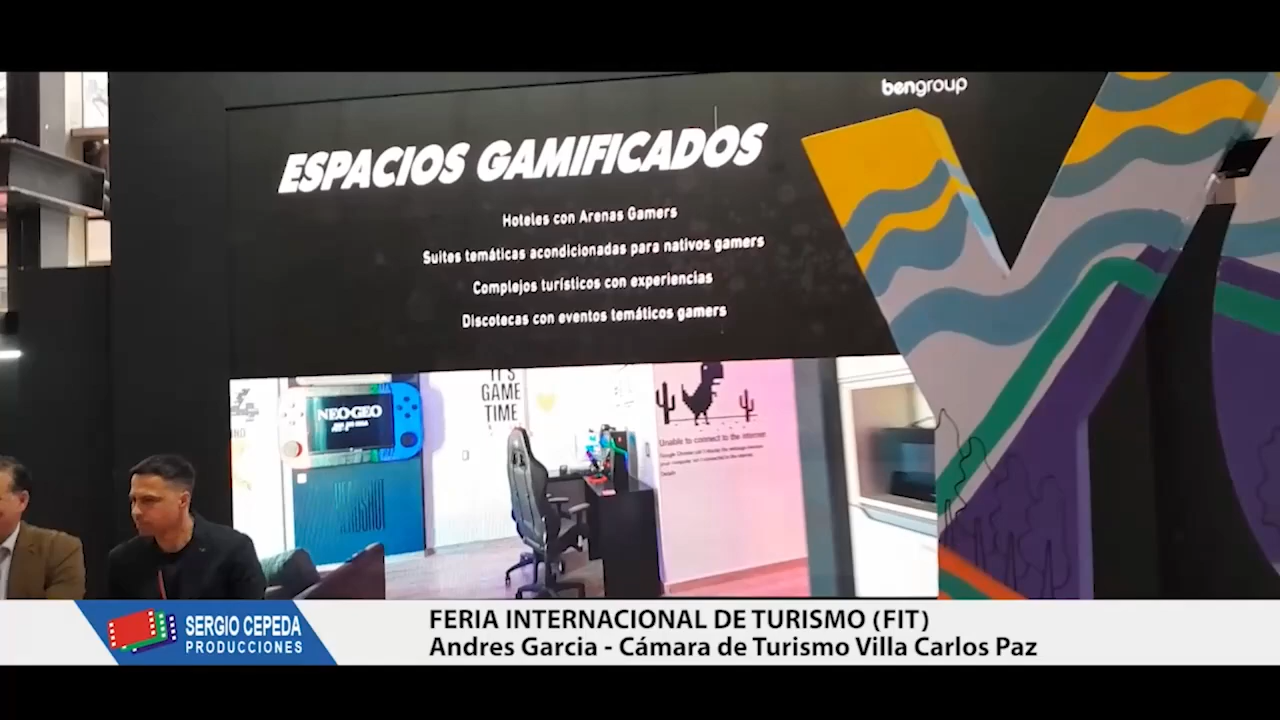 bengroup
ESPACIOS GAMIFICADOS
Hoteles con Arenas Gamers
Suites temáticas acondicionadas para nativos gamers
Complejos turísticos con experiencias
Discotecas con eventos temáticos gamers
IT'S
GAME
TIME
NEO·GEO
Unable to connect to the internet
SERGIO CEPEDA
PRODUCCIONES
FERIA INTERNACIONAL DE TURISMO (FIT)
Andres Garcia - Cámara de Turismo Villa Carlos Paz